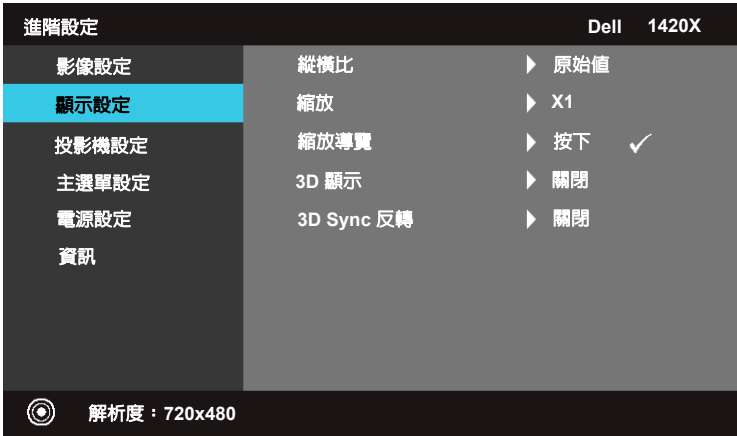 進階設定 Dell 1420X
影像設定 縱橫比 原始值
顯示設定 縮放 X1
投影機設定 縮放導覽 按下
主選單設定 3D 顯示 關閉
電源設定 3D Sync 反轉 關閉
資訊
解析度：720x480